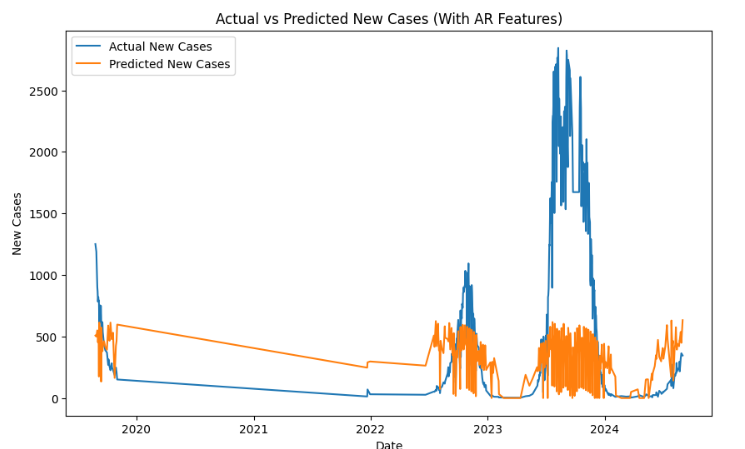 Actual vs Predicted New Cases (With AR Features)
Actual New Cases
Predicted New Cases
2500
2000
1500
1000
500
0
New Cases
2020 2021 2022 2023 2024
Date